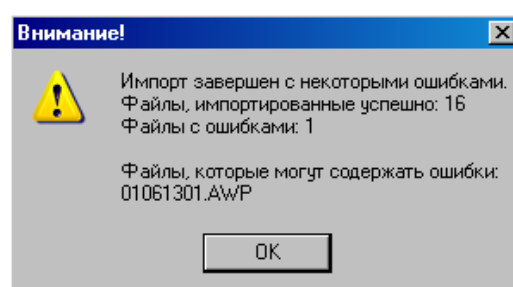 Внимание!
Импорт завершен с некоторыми ошибками.
Файлы, импортированные успешно: 16
Файлы с ошибками: 1
Файлы, которые могут содержать ошибки:
01061301.AWP
OK